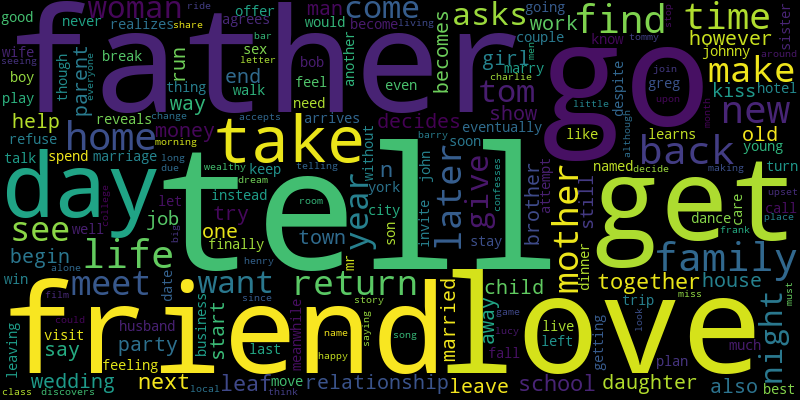 father
go
tell
get
friend
love
day
take
life
see
home
back
family
find
time
make
new
come
woman
man
asks
tom
work
girl
mother
later
give
year
return
want
meet
night
together
house
daughter
school
relationship
leave
leaf
next
wedding
party
say
begin
town
job
one
try
money
help
old
kiss
show
however
becomes
decides
end
way
run
parent
boy
break
realizes
reveals
marriage
spend
talk
refuse
play
good
never
wife
seeing
everyone
though
thing
sex
agrees
offer
going
would
become
share
ride
bar
letter
bob
feel
another
even
walk
need
arrives
couple
marry
know
tommy
stop
around
living
men
charlie
johnny
sister
greg
join
hotel
despite
little
upon
month
like
learns
although
eventually
soon
barry
john
without
n
york
city
son
invite
stay
brother
attempt
still
named
decide
making
young
turn
upset
call
place
care
dance
frank
dinner
confesses
room
telling
wealthy
dream
keep
instead
let
long
due
morning
change
accepts
well
college
big
finally
henry
mr
date
since
story
film
alone
win
could
visit
leaving
class
discovers
husband
feeling
business
start
last
move
local
think
meanwhile
happy
name
saying
song
married
away
child
game
lucy
fall
live
left
getting
trip
miss
look
plan
much
also
must
best